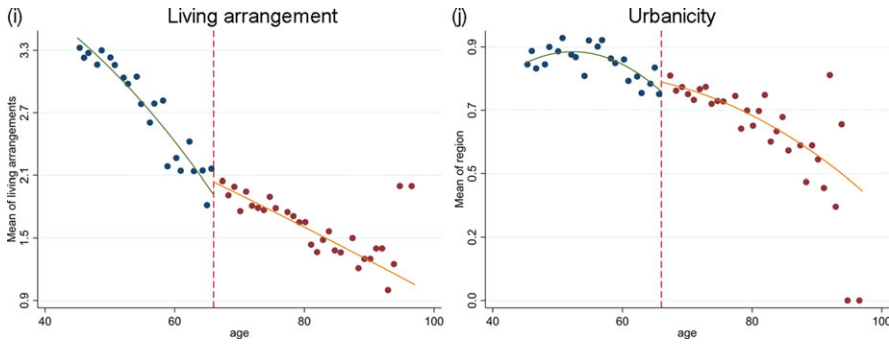 (i) Living arrangement
Mean of living arrangements
3.3
2.7
2.1
1.5
0.9
40 60 80 100
age
(j) Urbanicity
Mean of region
0.9
0.7
0.5
0.2
0.0
40 60 80 100
age